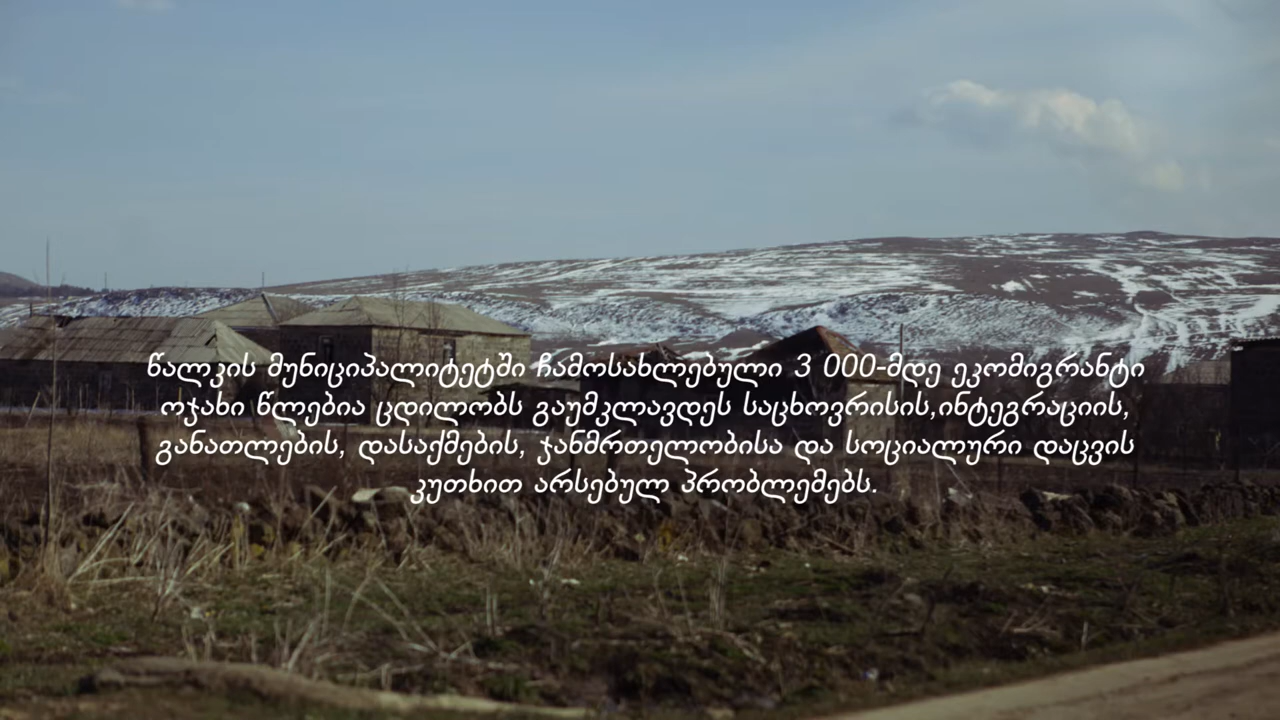 წალკის მუნიციპალიტეტში ჩამოსახლებული 3 000-მდე ეკომიგრანტი
ოჯახი წლებია ცდილობს გაუმკლავდეს საცხოვრისის,ინტეგრაციის,
განათლების, დასაქმების, ჯანმრთელობისა და სოციალური დაცვის
კუთხით არსებულ პრობლემებს.